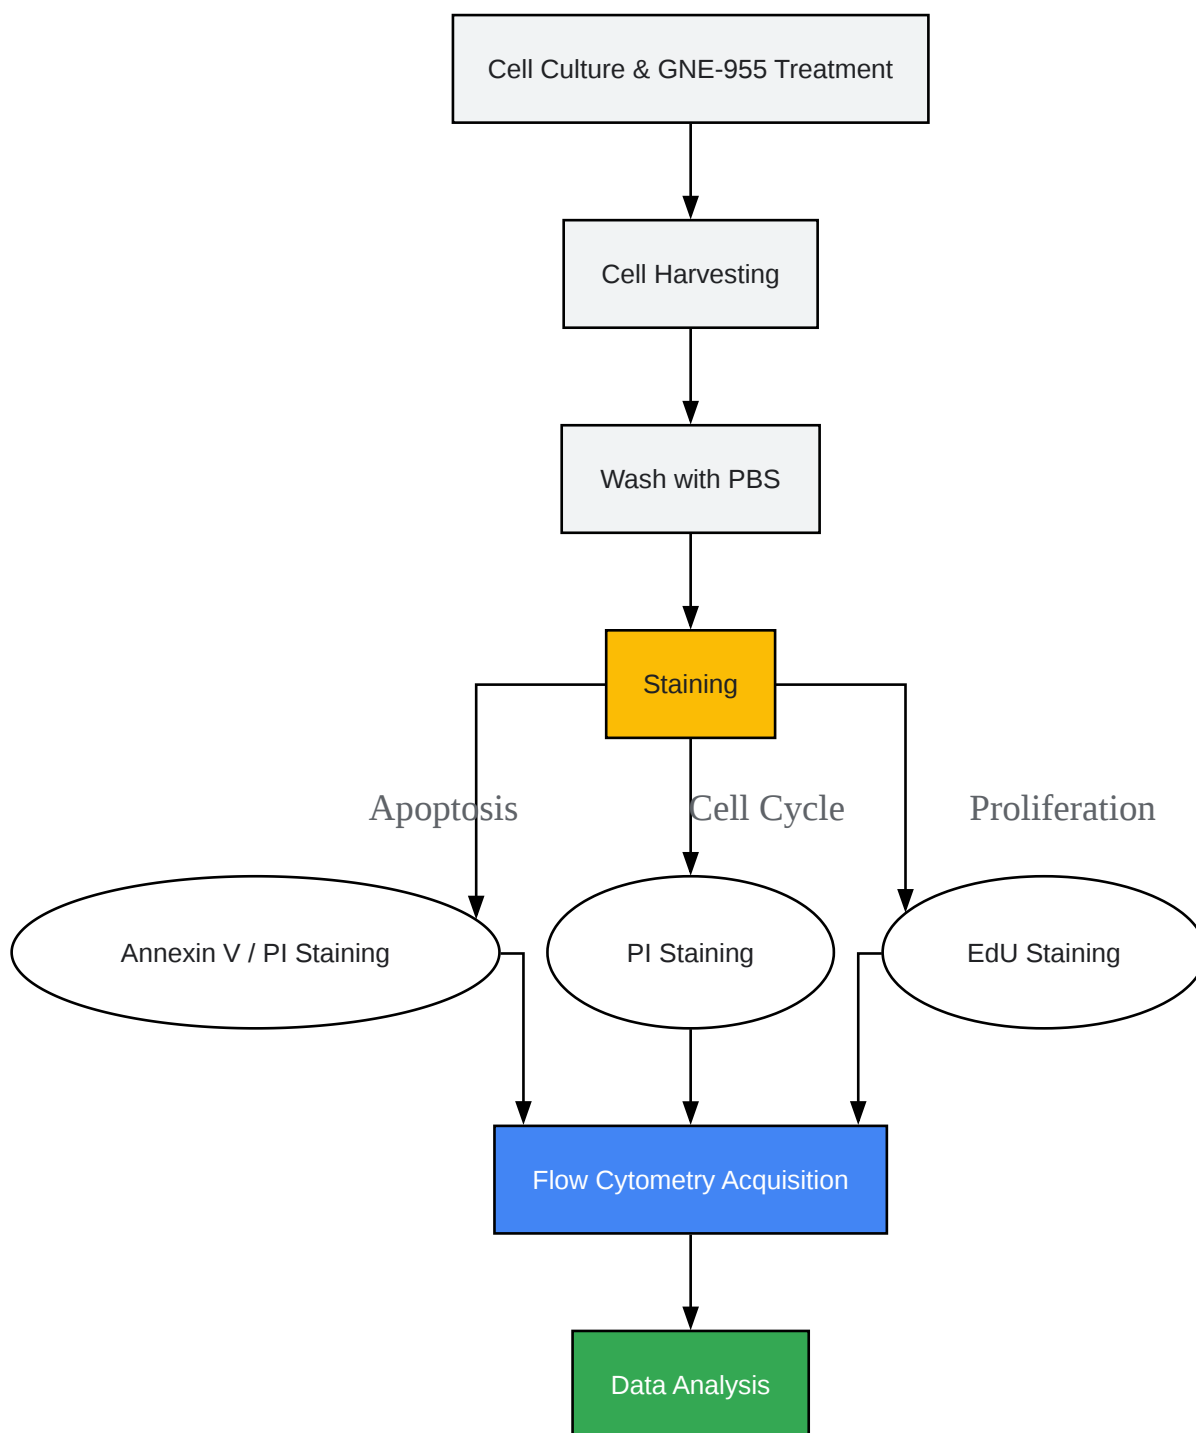 Cell Culture & GNE-955 Treatment
Cell Harvesting
Wash with PBS
Staining
Apoptosis
Cell Cycle
Proliferation
Annexin V / PI Staining
PI Staining
EdU Staining
Flow Cytometry Acquisition
Data Analysis